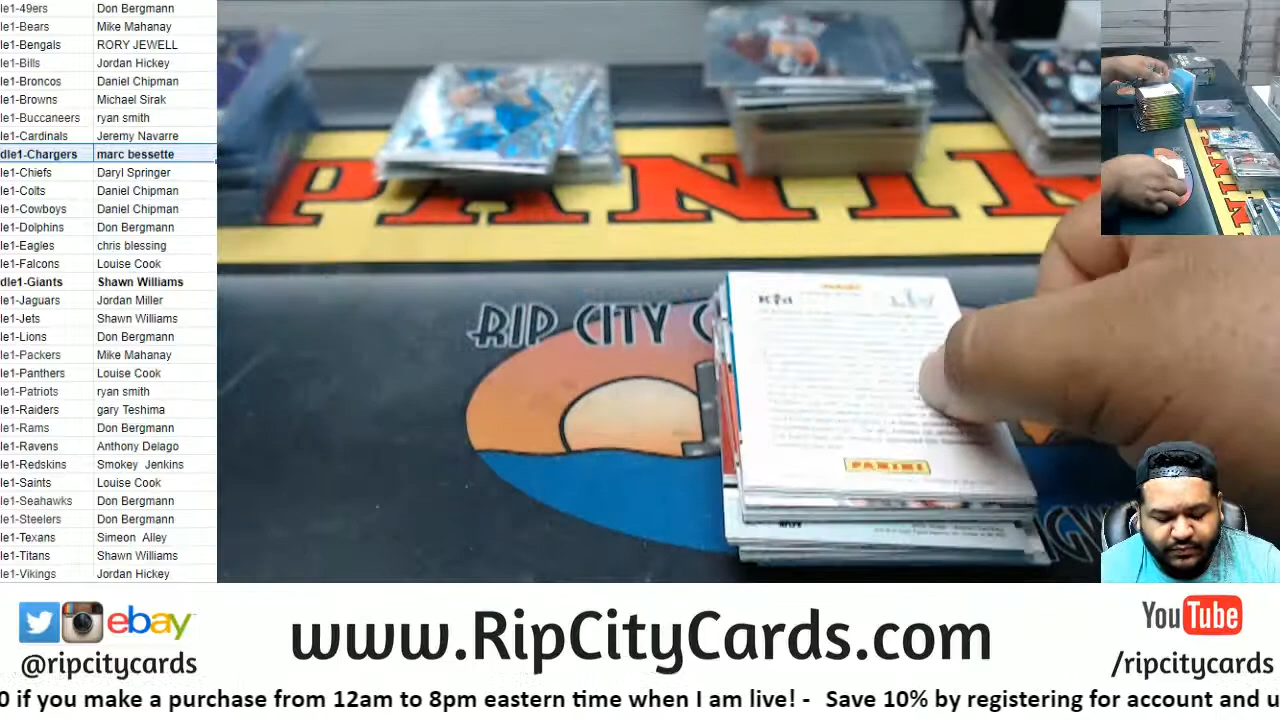 le1-49ers Don Bergmann
le1-Bears Mike Mahanay
le1-Bengals RORY JEWELL
le1-Bills Jordan Hickey
le1-Broncos Daniel Chipman
le1-Browns Michael Sirak
le1-Buccaneers ryan smith
le1-Cardinals Jeremy Navarre
dle1-Chargers marc bessette
le1-Chiefs Daryl Springer
le1-Colts Daniel Chipman
le1-Cowboys Daniel Chipman
le1-Dolphins Don Bergmann
le1-Eagles chris blessing
le1-Falcons Louise Cook
dle1-Giants Shawn Williams
le1-Jaguars Jordan Miller
le1-Jets Shawn Williams
le1-Lions Don Bergmann
le1-Packers Mike Mahanay
le1-Panthers Louise Cook
le1-Patriots ryan smith
le1-Raiders gary Teshima
le1-Rams Don Bergmann
le1-Ravens Anthony Delago
le1-Redskins Smokey Jenkins
le1-Saints Louise Cook
le1-Seahawks Don Bergmann
le1-Steelers Don Bergmann
le1-Texans Simeon Alley
le1-Titans Shawn Williams
le1-Vikings Jordan Hickey
PANINI
RIP CITY C
PANINI
ebay
@ripcitycards
www.RipCityCards.com
YouTube
/ripcitycards
0 if you make a purchase from 12am to 8pm eastern time when I am live! - Save 10% by registering for account and u